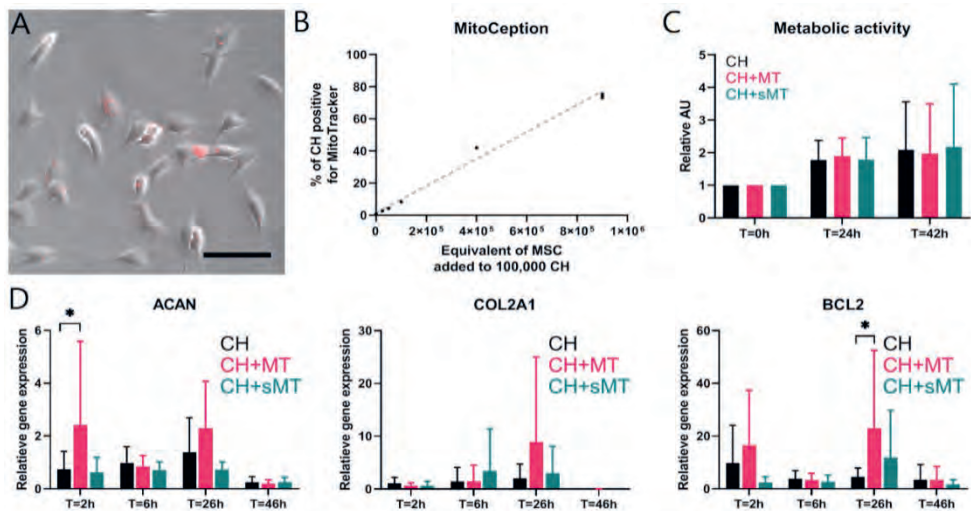 A
B
MitoCeption
% of CH positive
for MitoTracker
100
80
60
40
20
0
0
2×10⁵
4×10⁵
6×10⁵
8×10⁵
1×10⁶
Equivalent of MSC
added to 100,000 CH
C
Metabolic activity
CH
CH+MT
CH+sMT
Relative AU
5
4
3
2
1
0
T=0h
T=24h
T=42h
D
ACAN
Relatieve gene expression
6
4
2
0
*
CH
CH+MT
CH+sMT
T=2h
T=6h
T=26h
T=46h
COL2A1
Relatieve gene expression
30
20
10
0
CH
CH+MT
CH+sMT
T=2h
T=6h
T=26h
T=46h
BCL2
Relatieve gene expression
60
40
20
0
*
CH
CH+MT
CH+sMT
T=2h
T=6h
T=26h
T=46h